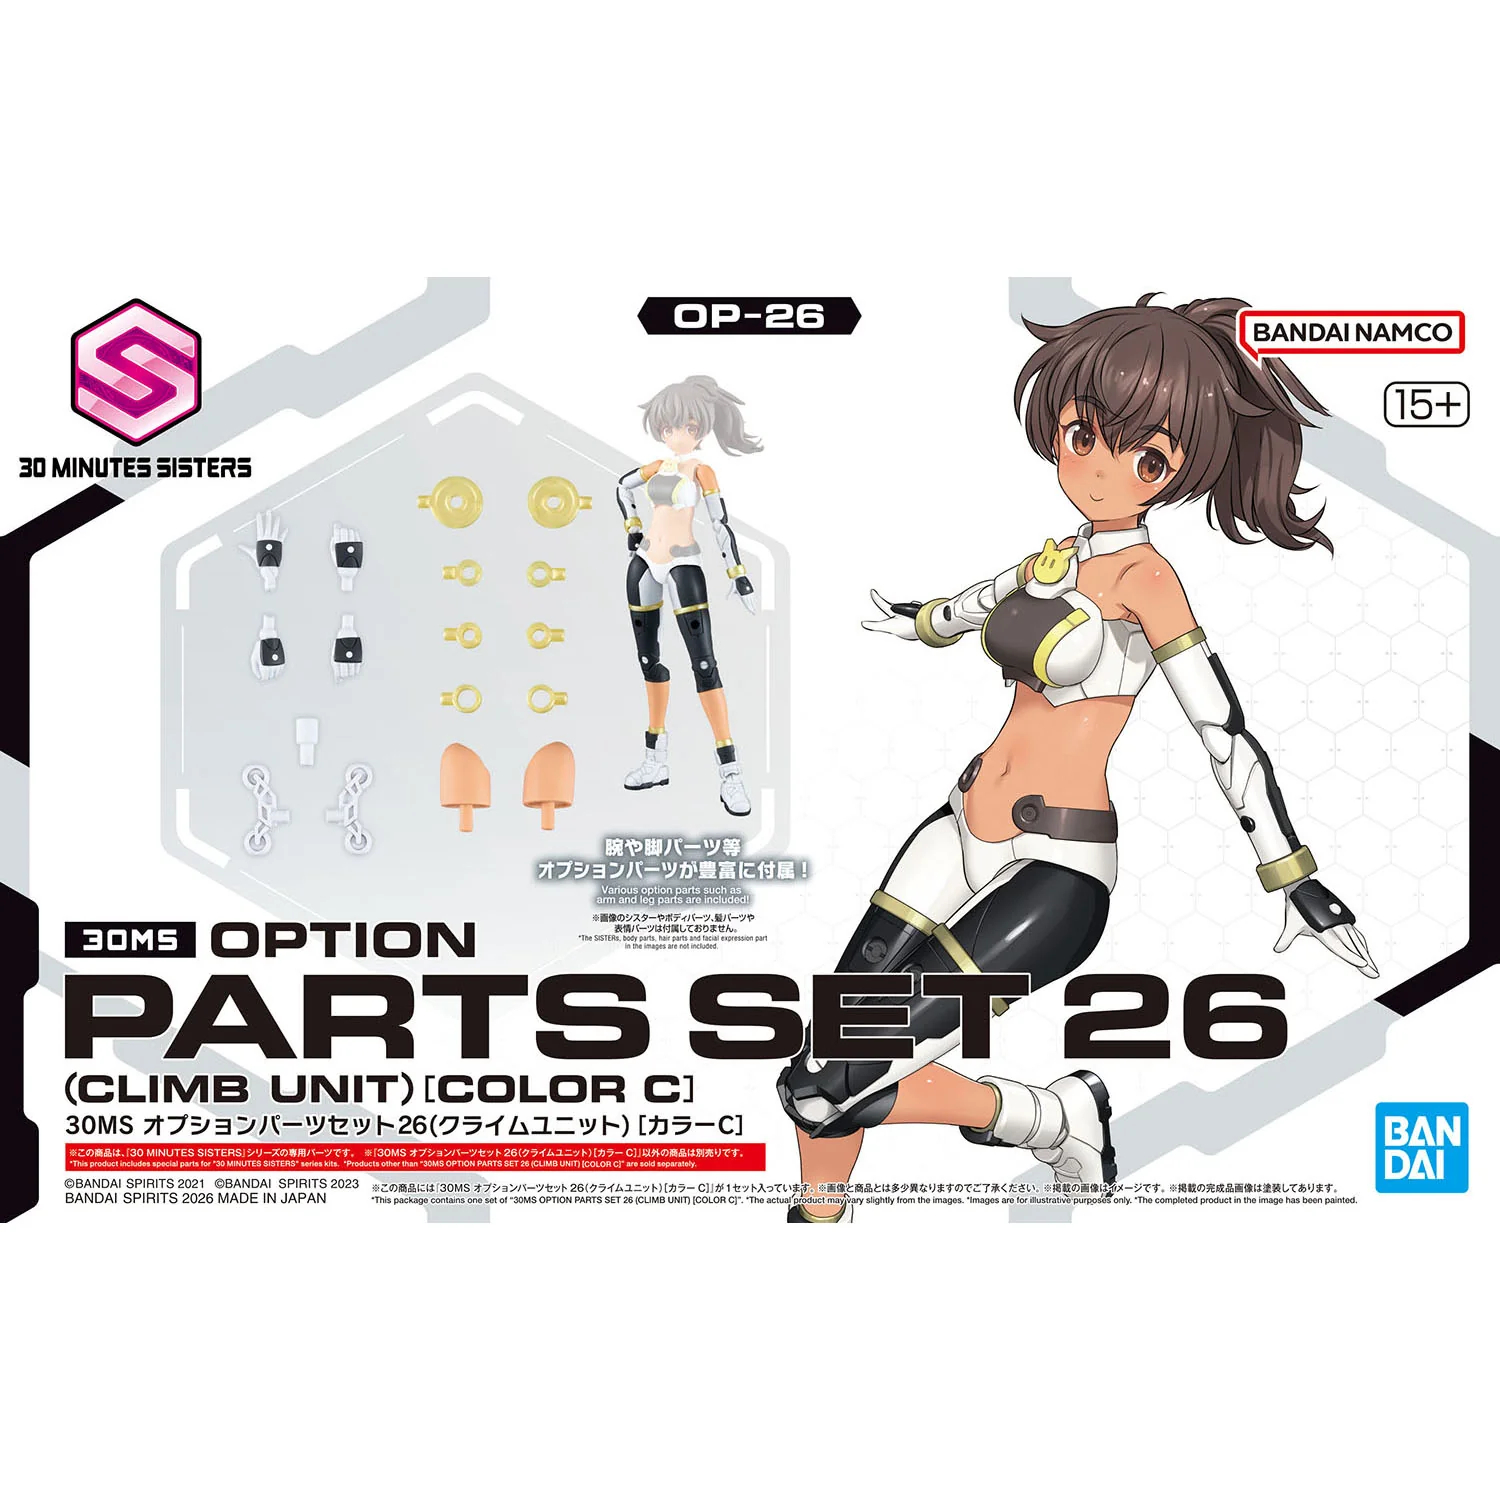 OP-26
BANDAI NAMCO
15+
30 MINUTES SISTERS
腕や脚パーツ等
オプションパーツが豊富に付属！
Various option parts such as
arm and leg parts are included!
※画像のシスターやボディパーツ、髪パーツや
表情パーツは付属しておりません。
*The SISTERs, body parts, hair parts and facial expression part
in the images are not included.
30MS OPTION
PARTS SET 26
(CLIMB UNIT) [COLOR C]
30MS オプションパーツセット26(クライムユニット) [カラーC]
※この商品は、「30 MINUTES SISTERS」シリーズの専用パーツです。 ※「30MS オプションパーツセット26(クライムユニット) [カラー C]」以外の商品は別売りです。
*This product includes special parts for "30 MINUTES SISTERS" series kits. *Products other than "30MS OPTION PARTS SET 26 (CLIMB UNIT) [COLOR C]" are sold separately.
©BANDAI SPIRITS 2021 ©BANDAI SPIRITS 2023
BANDAI SPIRITS 2026 MADE IN JAPAN
※この商品には「30MS オプションパーツセット26(クライムユニット) [カラー C]」が1セット入っています。※画像と商品とは多少異なりますのでご了承ください。※掲載の画像はイメージです。※掲載の完成品画像は塗装してあります。
*This package contains one set of "30MS OPTION PARTS SET 26 (CLIMB UNIT) [COLOR C]". *The actual product may vary slightly from the images. *Images are for illustrative purposes only. *The completed product in the image has been painted.
BAN
DAI